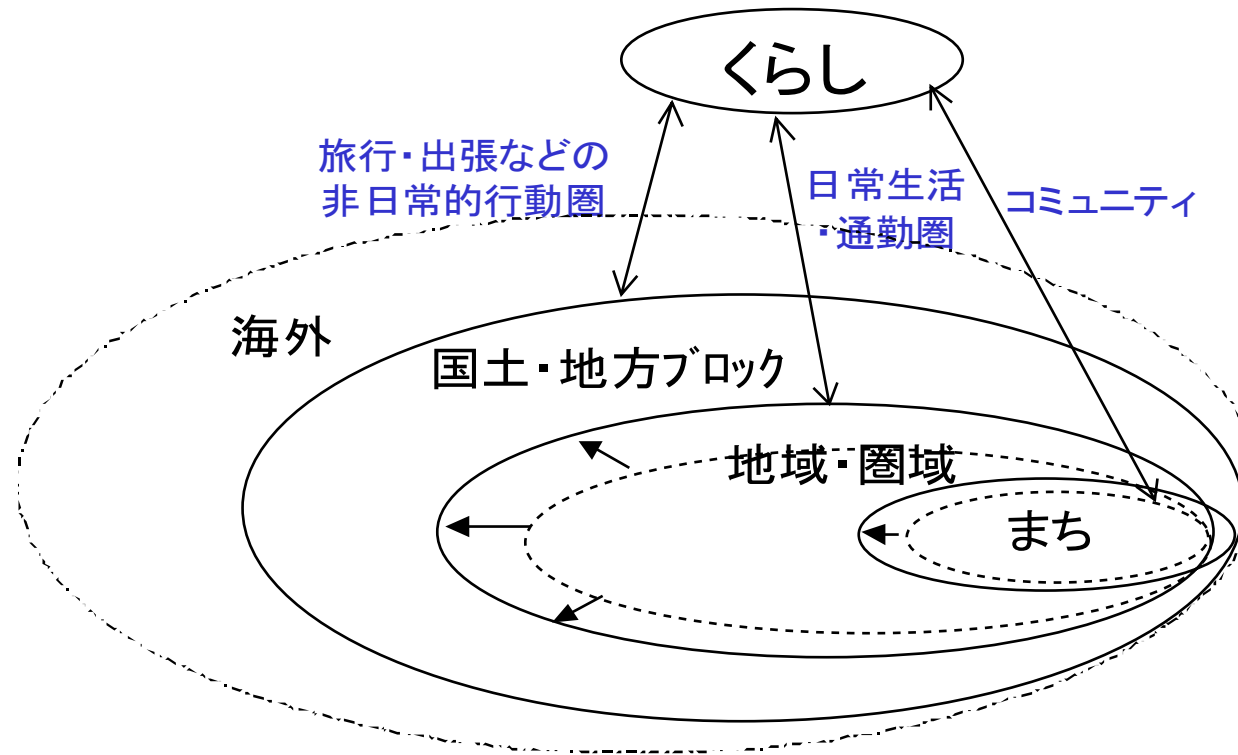 くらし
旅行・出張などの
非日常的行動圏
日常生活
・通勤圏
コミュニティ
海外
国土・地方ブロック
地域・圏域
まち